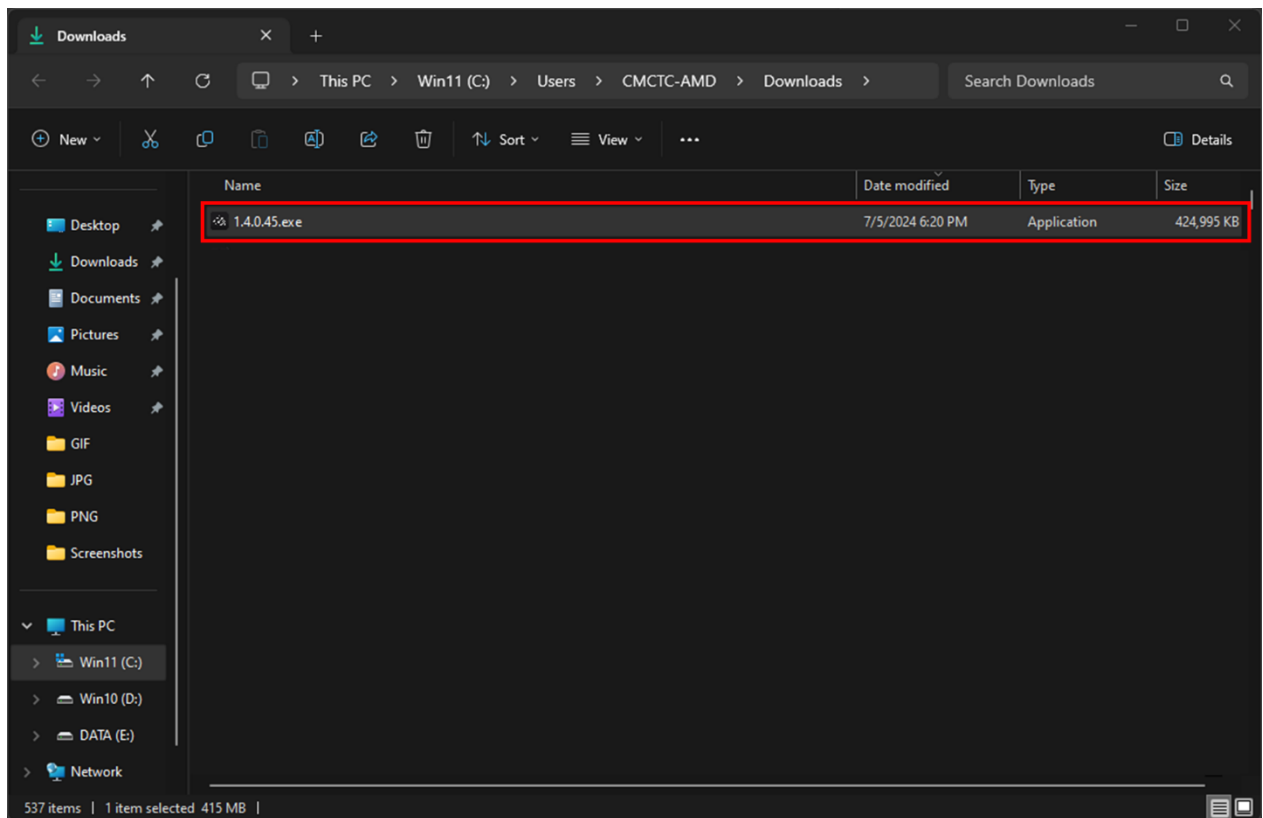 Downloads
This PC > Win11 (C:) > Users > CMCTC-AMD > Downloads >
Search Downloads
New
Sort
View
Details
Name
Date modified
Type
Size
1.4.0.45.exe
7/5/2024 6:20 PM
Application
424,995 KB
Desktop
Downloads
Documents
Pictures
Music
Videos
GIF
JPG
PNG
Screenshots
This PC
Win11 (C:)
Win10 (D:)
DATA (E:)
Network
537 items | 1 item selected 415 MB |